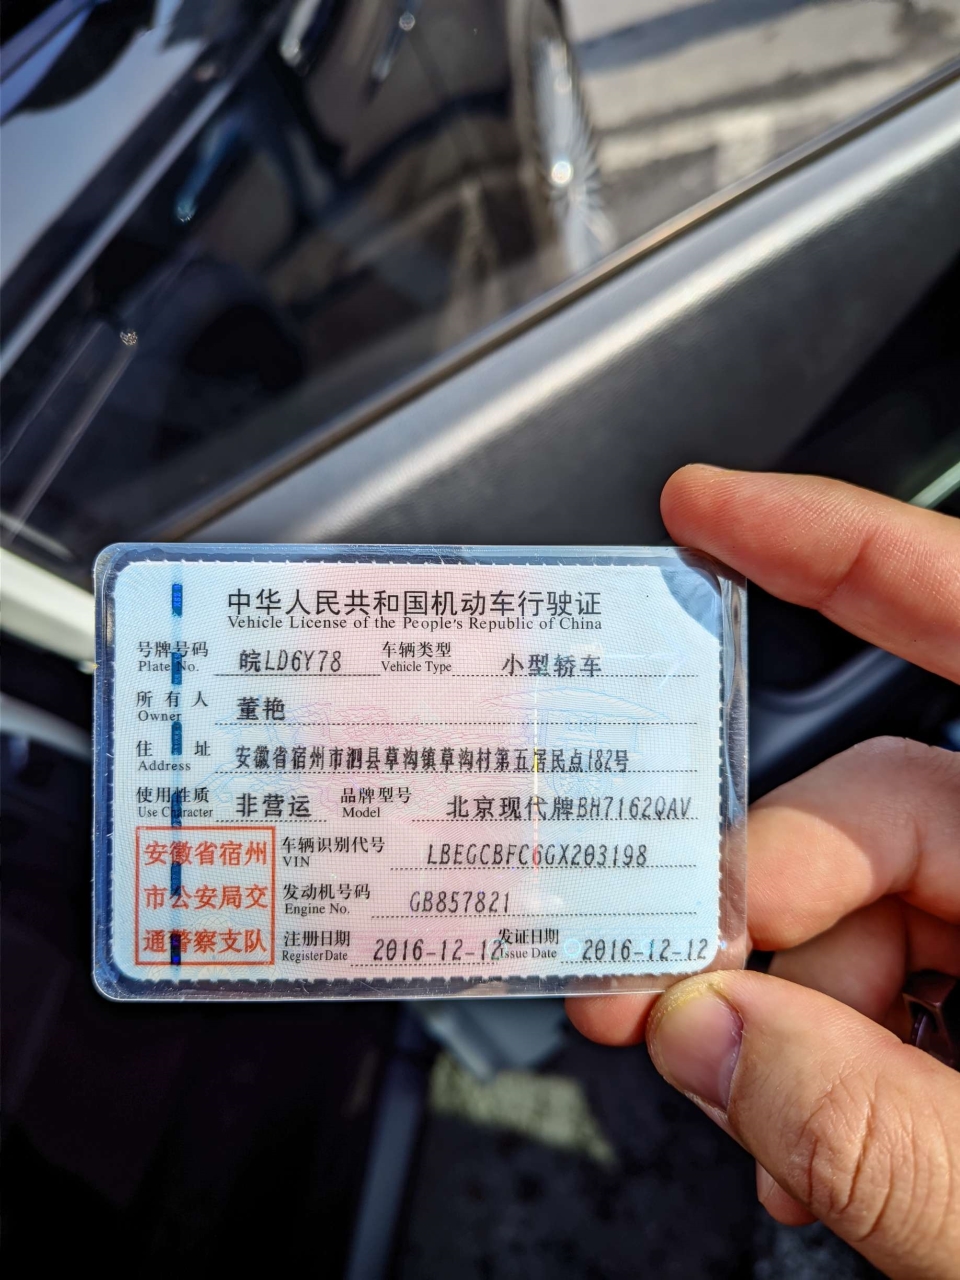 中华人民共和国机动车行驶证
Vehicle License of the People's Republic of China
号牌号码 皖LD6Y78 车辆类型 小型轿车
Plate No. Vehicle Type
所有人 董艳
Owner
住址 安徽省宿州市泗县草沟镇草沟村第五居民点182号
Address
使用性质 非营运 品牌型号 北京现代牌BH7162QAV
Use Character Model
安徽省宿州
市公安局交
通警察支队
车辆识别代号 LBEGCBFC6GX203198
VIN
发动机号码 GB857821
Engine No.
注册日期 2016-12-12 发证日期 2016-12-12
Register Date Issue Date